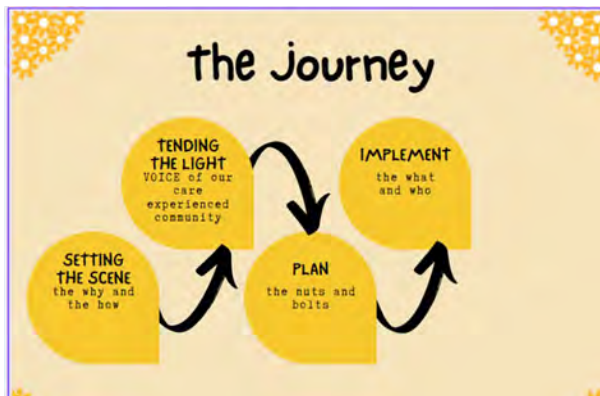 the journey
SETTING
THE SCENE
the why and
the how
TENDING
THE LIGHT
VOICE of our
care
experienced
community
PLAN
the nuts and
bolts
IMPLEMENT
the what
and who